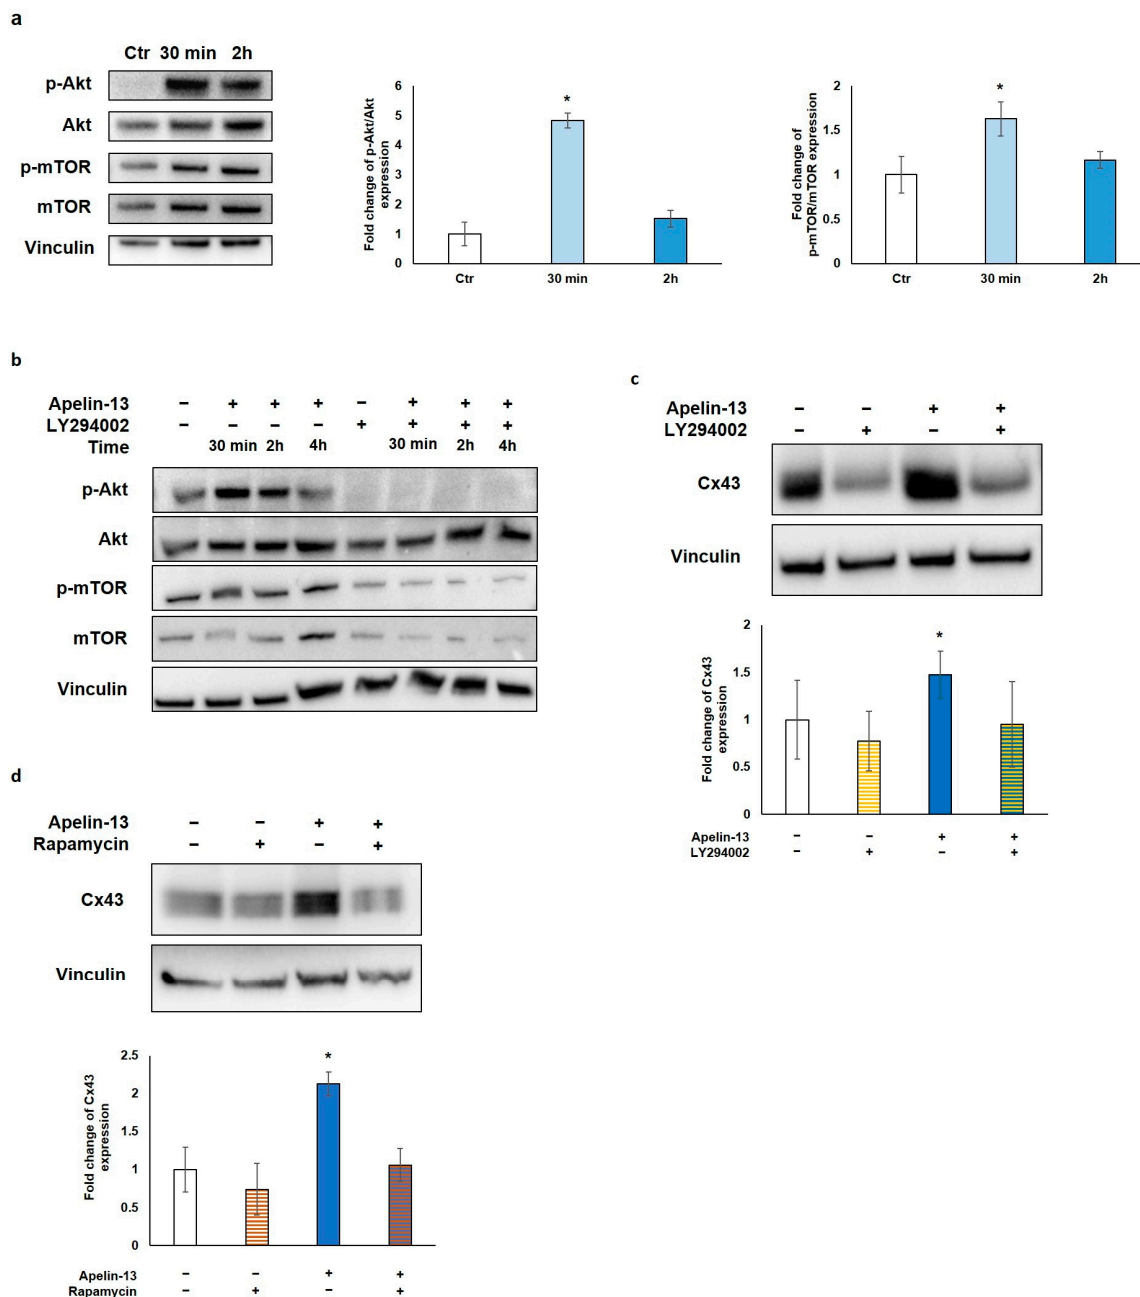 a
Ctr 30 min 2h
p-Akt
Akt
p-mTOR
mTOR
Vinculin
Fold change of p-Akt/Akt
expression
6
5
4
3
2
1
0
*
Ctr 30 min 2h
Fold change of
p-mTOR/mTOR expression
2
1.5
1
0.5
0
*
Ctr 30 min 2h
b
Apelin-13 − + + + − + + +
LY294002 − − − − + + + +
Time 30 min 2h 4h 30 min 2h 4h
p-Akt
Akt
p-mTOR
mTOR
Vinculin
c
Apelin-13 − − + +
LY294002 − + − +
Cx43
Vinculin
Fold change of Cx43
expression
2
1.5
1
0.5
0
*
Apelin-13 − − + +
LY294002 − + − +
d
Apelin-13 − − + +
Rapamycin − + − +
Cx43
Vinculin
Fold change of Cx43
expression
2.5
2
1.5
1
0.5
0
*
Apelin-13 − − + +
Rapamycin − + − +